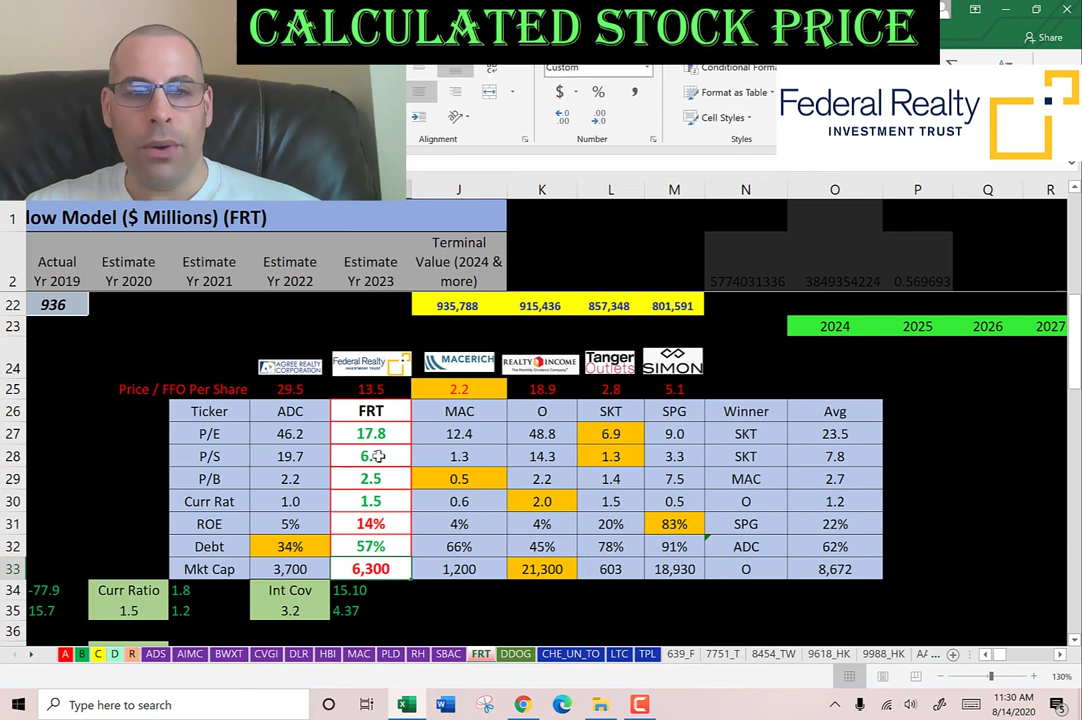 CALCULATED STOCK PRICE
Share
Custom
Conditional Forma
$ % ,
Format as Table
Cell Styles
Alignment Number Styles
Federal Realty
INVESTMENT TRUST
J K L M N O P Q R
1 low Model ($ Millions) (FRT)
2 Actual Yr 2019 Estimate Yr 2020 Estimate Yr 2021 Estimate Yr 2022 Estimate Yr 2023 Terminal Value (2024 & more) 5774031336 3849354224 0.569693
22 936 935,788 915,436 857,348 801,591
23 2024 2025 2026 2027
24 AGREE REALTY CORPORATION Federal Realty MACERICH REALTY INCOME Tanger Outlets SIMON
25 Price / FFO Per Share 29.5 13.5 2.2 18.9 2.8 5.1
26 Ticker ADC FRT MAC O SKT SPG Winner Avg
27 P/E 46.2 17.8 12.4 48.8 6.9 9.0 SKT 23.5
28 P/S 19.7 6. 1.3 14.3 1.3 3.3 SKT 7.8
29 P/B 2.2 2.5 0.5 2.2 1.4 7.5 MAC 2.7
30 Curr Rat 1.0 1.5 0.6 2.0 1.5 0.5 O 1.2
31 ROE 5% 14% 4% 4% 20% 83% SPG 22%
32 Debt 34% 57% 66% 45% 78% 91% ADC 62%
33 Mkt Cap 3,700 6,300 1,200 21,300 603 18,930 O 8,672
34 -77.9 Curr Ratio 1.8 Int Cov 15.10
35 15.7 1.5 1.2 3.2 4.37
36
A B C D R ADS AIMC BWXT CVGI DLR HBI MAC PLD RH SBAC FRT DDOG CHE_UN_TO LTC TPL 639_F 7751_T 8454_TW 9618_HK 9988_HK A/ ...
130%
Type here to search
11:30 AM
8/14/2020
5